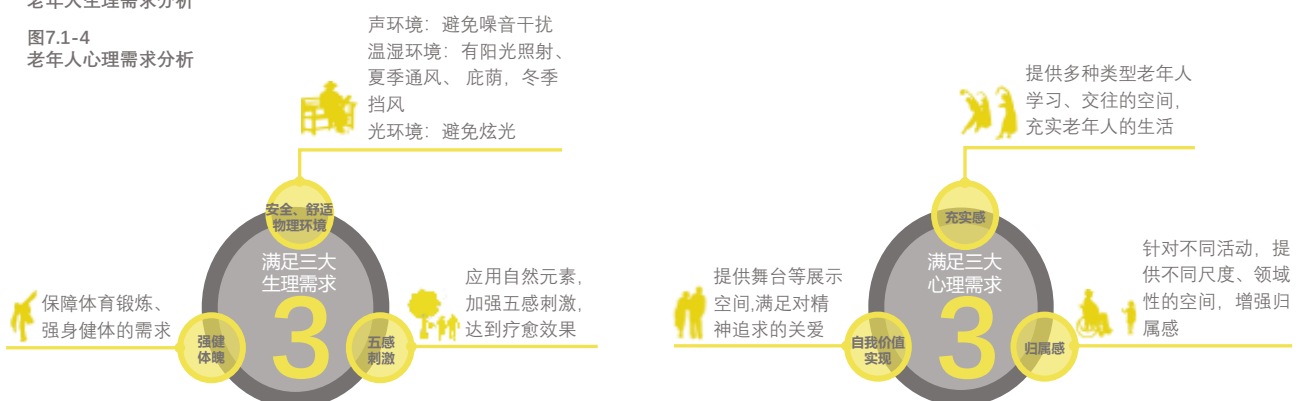 老年人生理需求分析
图7.1-4
老年人心理需求分析
声环境：避免噪音干扰
温湿环境：有阳光照射、
夏季通风、 庇荫，冬季
挡风
光环境：避免炫光
安全、舒适
物理环境
满足三大
生理需求
3
保障体育锻炼、
强身健体的需求
强健
体魄
五感
刺激
应用自然元素，
加强五感刺激，
达到疗愈效果
提供多种类型老年人
学习、交往的空间，
充实老年人的生活
充实感
满足三大
心理需求
3
提供舞台等展示
空间,满足对精
神追求的关爱
自我价值
实现
归属感
针对不同活动，提
供不同尺度、领域
性的空间，增强归
属感